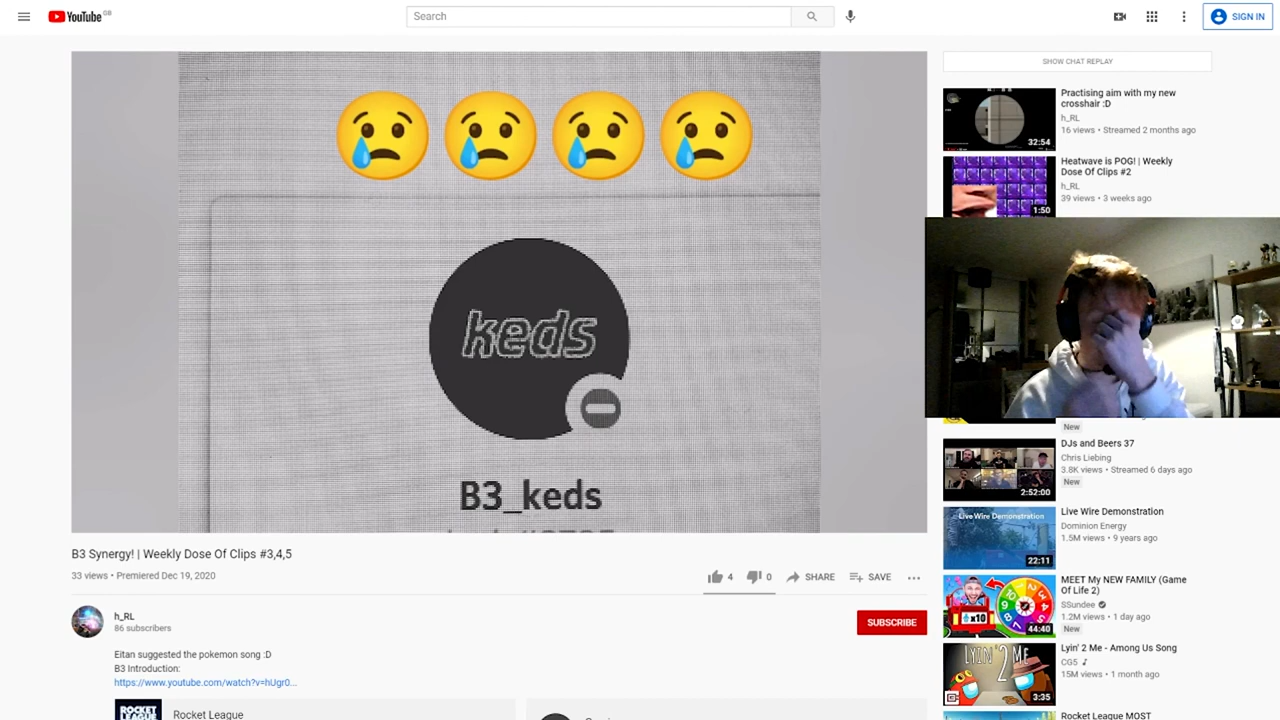 YouTube GB
Search
SIGN IN
keds
B3_keds
B3 Synergy! | Weekly Dose Of Clips #3,4,5
33 views • Premiered Dec 19, 2020
4
0
SHARE
SAVE
h_RL
86 subscribers
SUBSCRIBE
Eitan suggested the pokemon song :D
B3 Introduction:
https://www.youtube.com/watch?v=hUgr0...
ROCKET
LEAGUE
Rocket League
SHOW CHAT REPLAY
Practising aim with my new
crosshair :D
h_RL
16 views • Streamed 2 months ago
32:54
Heatwave is POG! | Weekly
Dose Of Clips #2
h_RL
39 views • 3 weeks ago
1:50
New
DJs and Beers 37
Chris Liebing
3.8K views • Streamed 6 days ago
New
2:52:00
Live Wire Demonstration
Live Wire Demonstration
Dominion Energy
1.5M views • 9 years ago
22:11
MEET My NEW FAMILY (Game
Of Life 2)
SSundee
1.2M views • 1 day ago
New
x10
44:40
Lyin' 2 Me - Among Us Song
CG5
15M views • 1 month ago
LYIN' 2 ME
3:35
Rocket League MOST